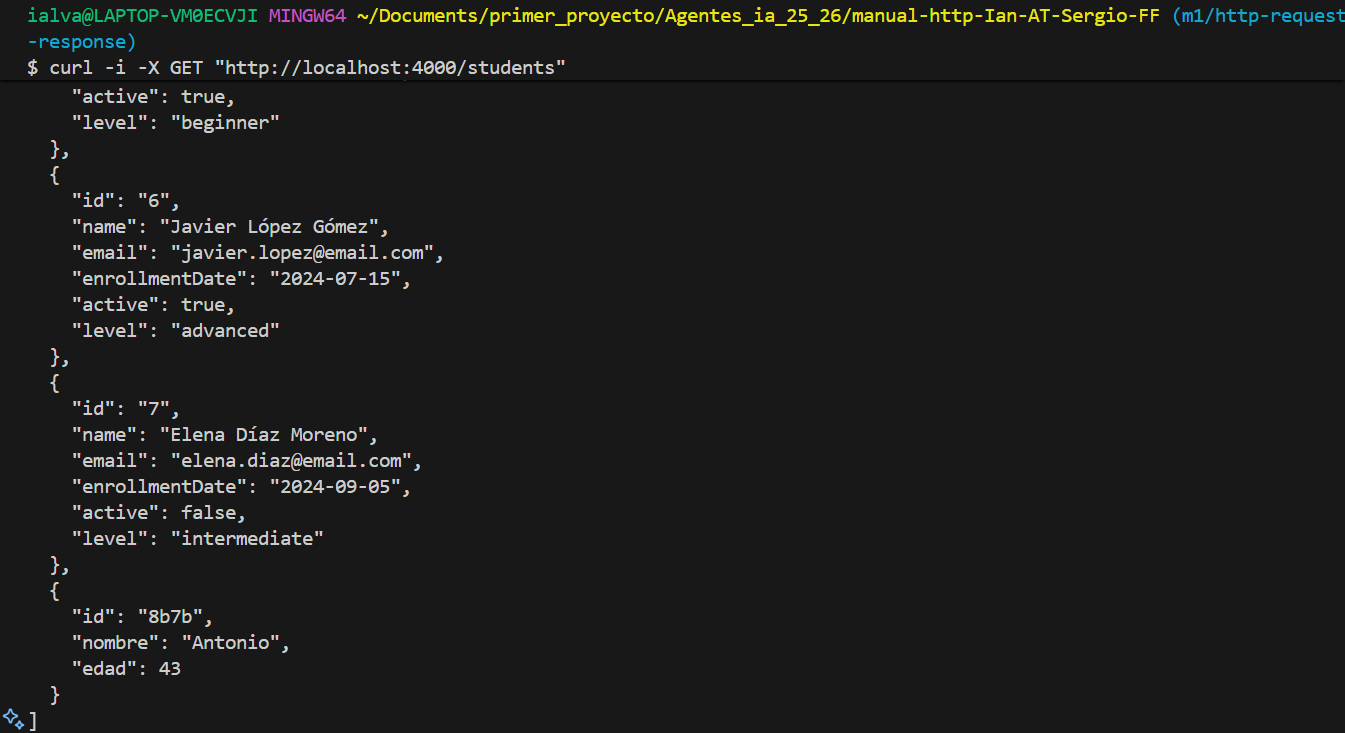 ialva@LAPTOP-VM0ECVJI MINGW64 ~/Documents/primer_proyecto/Agentes_ia_25_26/manual-http-Ian-AT-Sergio-FF (m1/http-request
-response)
$ curl -i -X GET "http://localhost:4000/students"
    "active": true,
    "level": "beginner"
  },
  {
    "id": "6",
    "name": "Javier López Gómez",
    "email": "javier.lopez@email.com",
    "enrollmentDate": "2024-07-15",
    "active": true,
    "level": "advanced"
  },
  {
    "id": "7",
    "name": "Elena Díaz Moreno",
    "email": "elena.diaz@email.com",
    "enrollmentDate": "2024-09-05",
    "active": false,
    "level": "intermediate"
  },
  {
    "id": "8b7b",
    "nombre": "Antonio",
    "edad": 43
  }
]